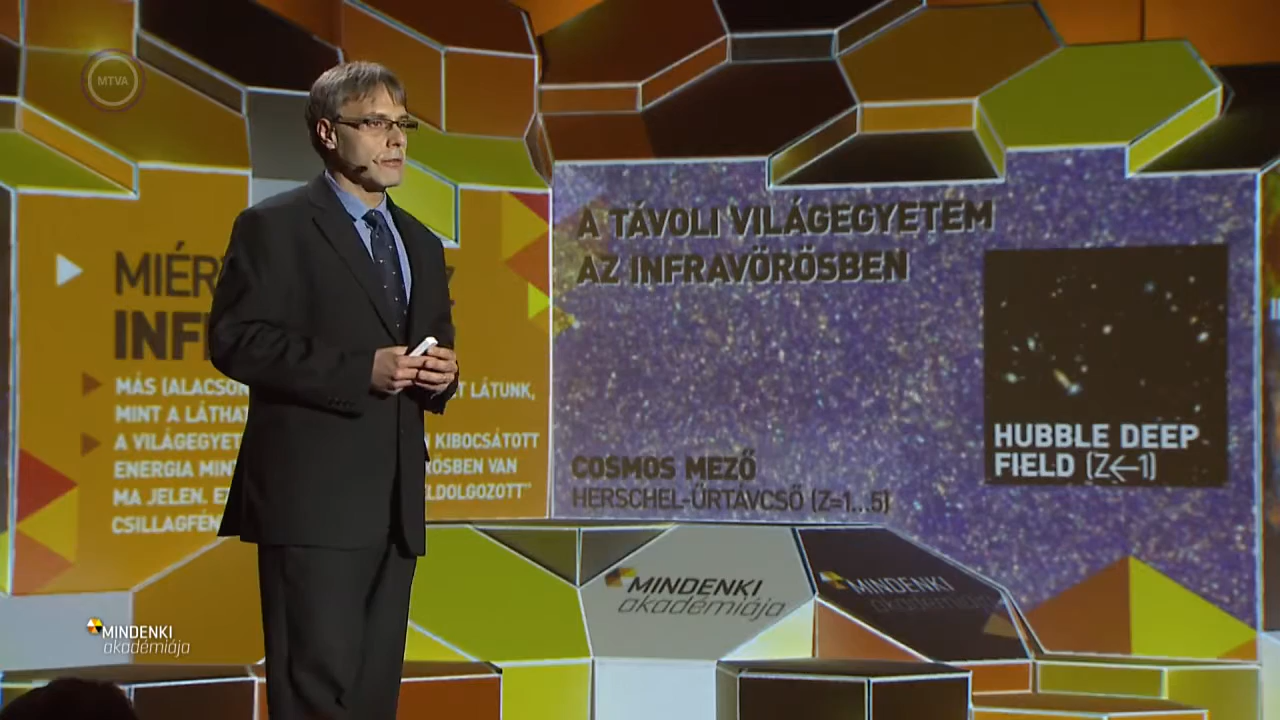 MTVA
MIÉR
INF
MÁS (ALACSON
T LÁTUNK,
MINT A LÁTHA
A VILÁGEGYET
N KIBOCSÁTOTT
ENERGIA MIN
RÖSBEN VAN
MA JELEN. E
ELDOLGOZOTT"
CSILLAGFÉN
A TÁVOLI VILÁGEGYETEM
AZ INFRAVÖRÖSBEN
COSMOS MEZŐ
HERSCHEL-ŰRTÁVCSŐ (Z=1...5)
HUBBLE DEEP
FIELD (Z<~1)
MINDENKI
akadémiája
MINDENKI
akadémiája
MINDENKI
akadémiája